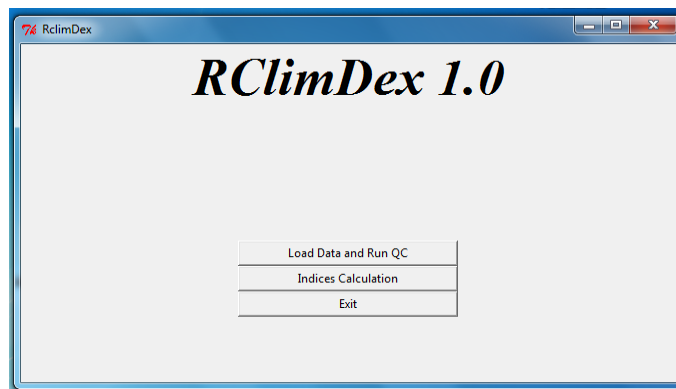 RclimDex
RClimDex 1.0
Load Data and Run QC
Indices Calculation
Exit